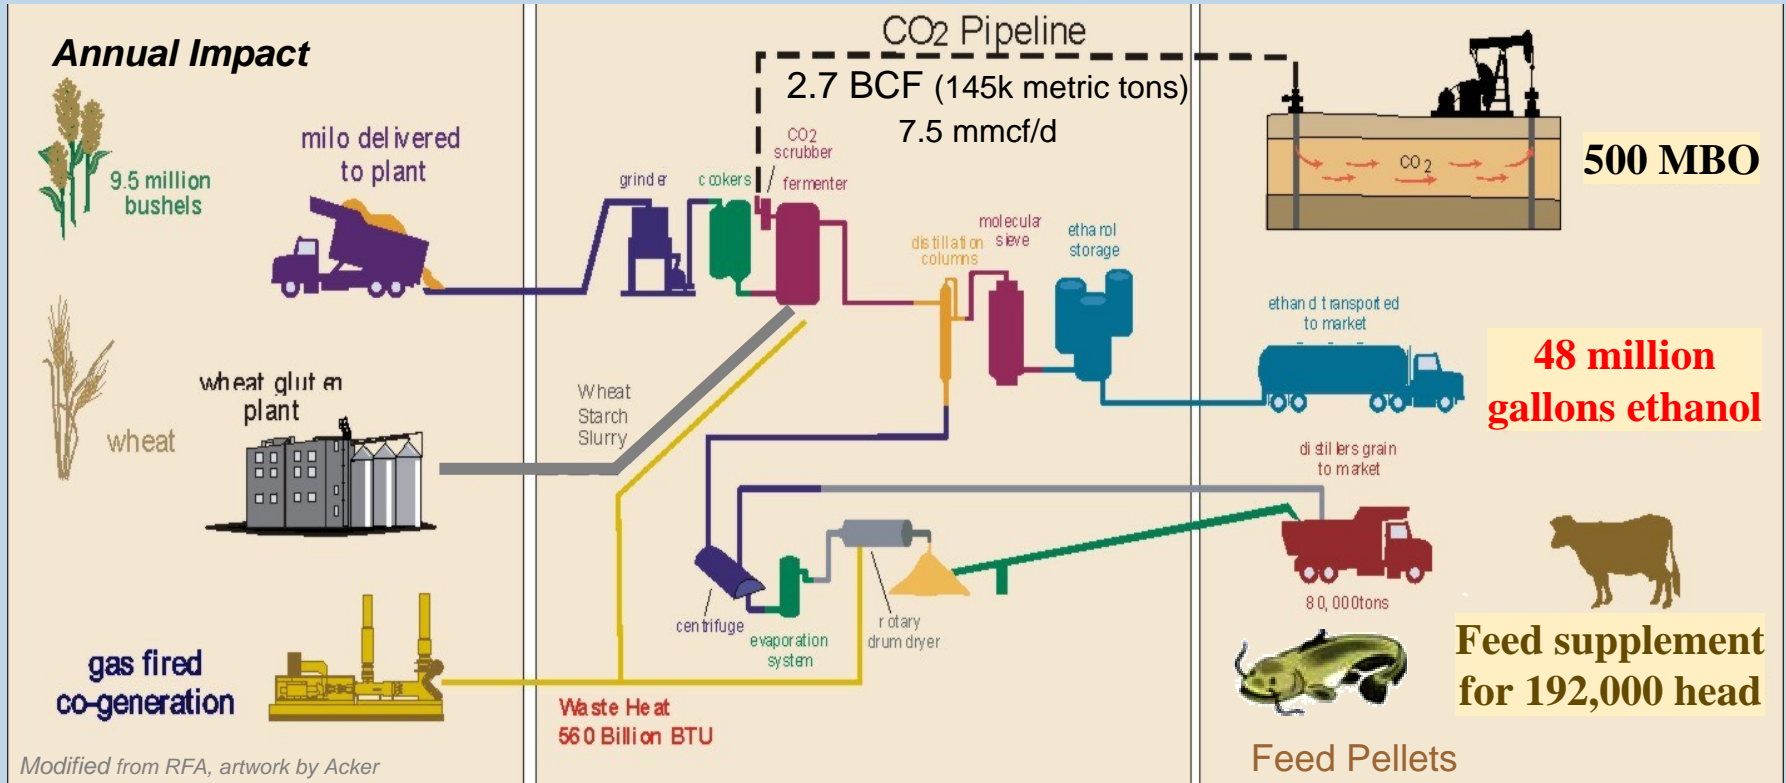 Annual Impact
9.5 million
bushels
milo delivered
to plant
wheat
wheat gluten
plant
gas fired
co-generation
Modified from RFA, artwork by Acker
CO2 Pipeline
2.7 BCF (145k metric tons)
7.5 mmcf/d
CO2
scrubber
grinder
cookers
fermenter
distillation
columns
molecular
sieve
ethanol
storage
Wheat
Starch
Slurry
centrifuge
evaporation
system
rotary
drum dryer
Waste Heat
560 Billion BTU
CO2
500 MBO
ethanol transported
to market
48 million
gallons ethanol
distillers grain
to market
80,000tons
Feed supplement
for 192,000 head
Feed Pellets